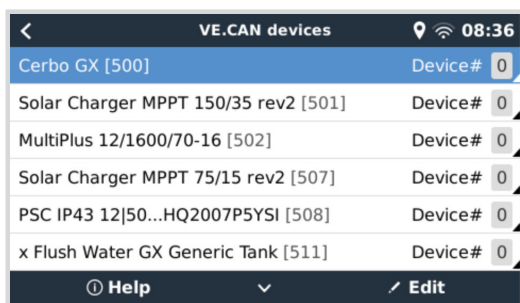 VE.CAN devices 08:36
Cerbo GX [500] Device# 0
Solar Charger MPPT 150/35 rev2 [501] Device# 0
MultiPlus 12/1600/70-16 [502] Device# 0
Solar Charger MPPT 75/15 rev2 [507] Device# 0
PSC IP43 12|50...HQ2007P5YSI [508] Device# 0
x Flush Water GX Generic Tank [511] Device# 0
Help Edit